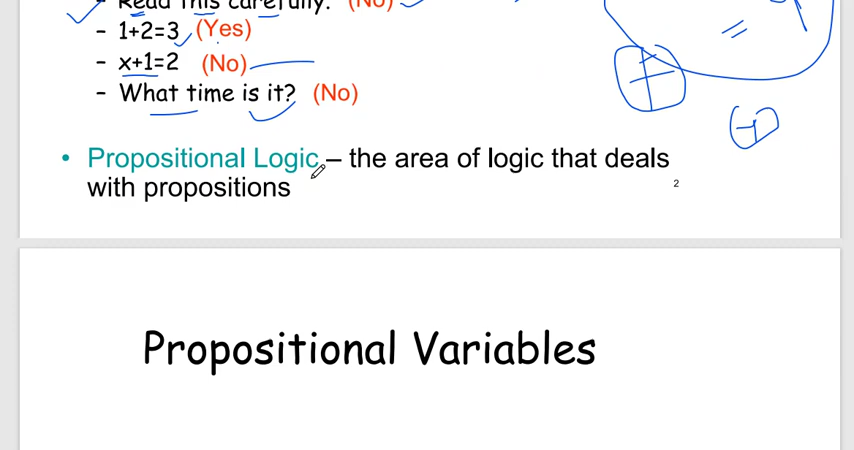 - Read this carefully. (No)
- 1+2=3 (Yes)
- x+1=2 (No)
- What time is it? (No)
• Propositional Logic – the area of logic that deals
with propositions
2
Propositional Variables